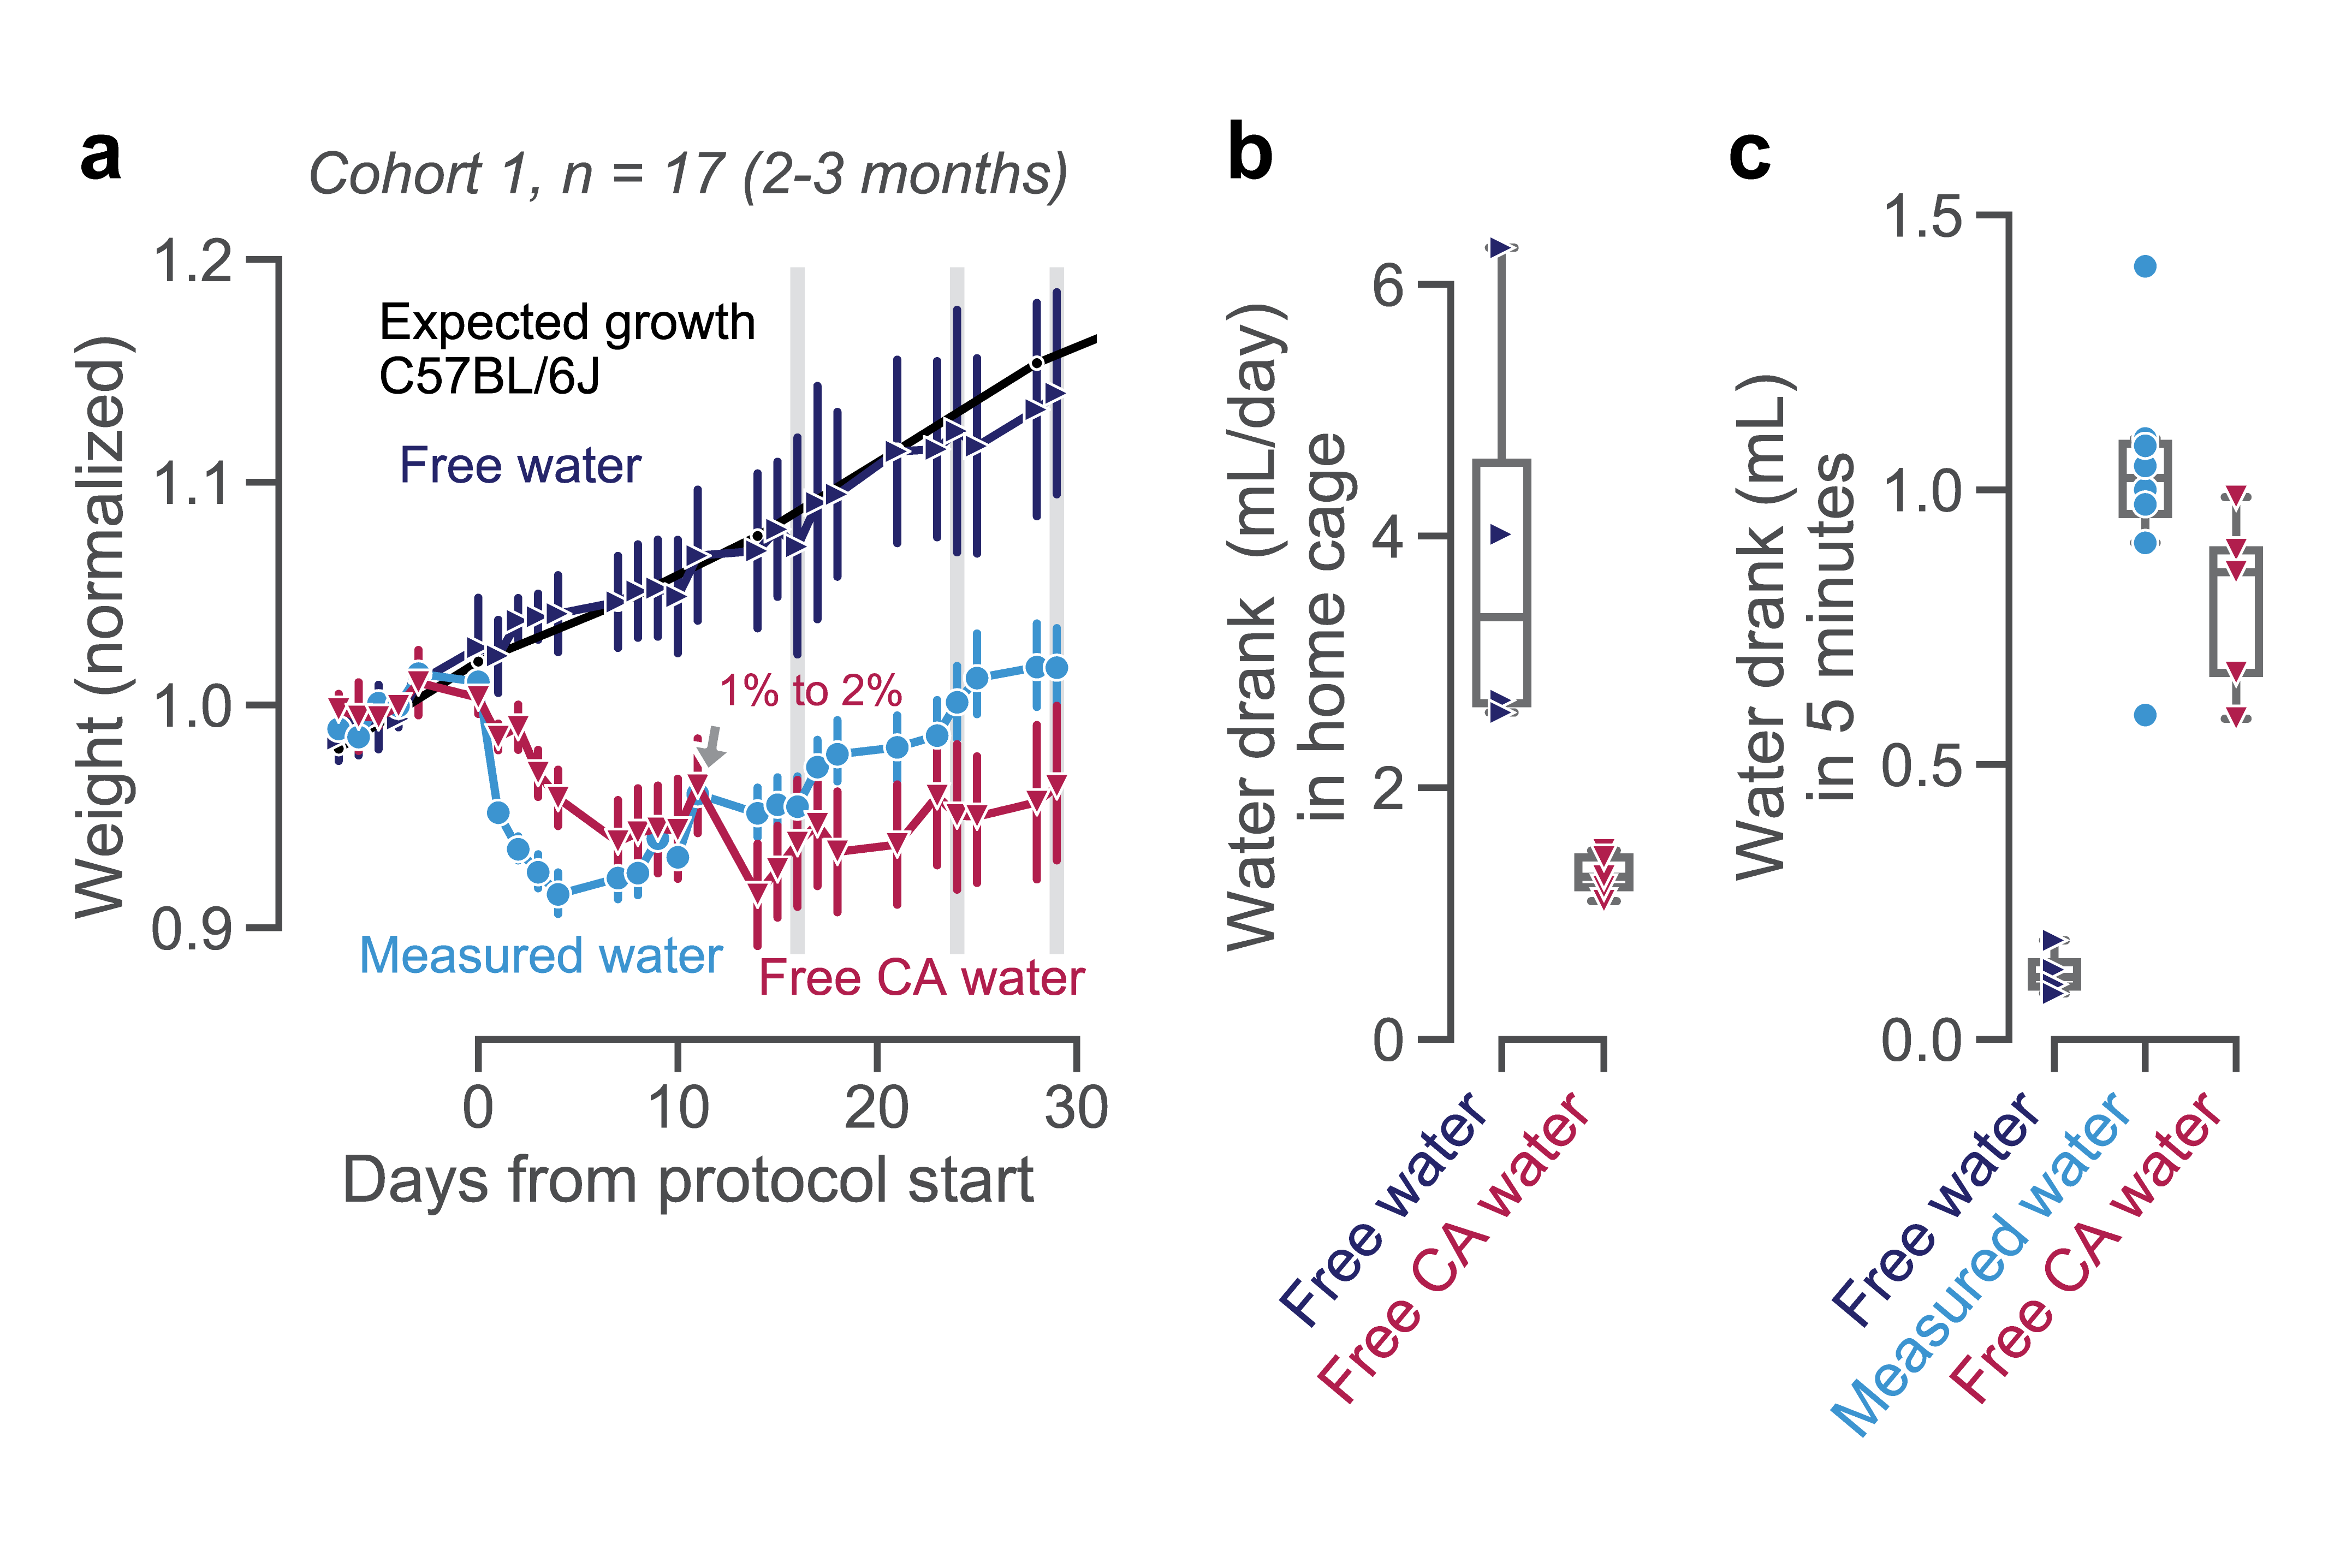 a
Cohort 1, n = 17 (2-3 months)
Weight (normalized)
1.2
1.1
1.0
0.9
Expected growth
C57BL/6J
Free water
1% to 2%
Measured water
Free CA water
0
10
20
30
Days from protocol start
b
Water drank (mL/day)
in home cage
6
4
2
0
Free water
Free CA water
c
Water drank (mL)
in 5 minutes
1.5
1.0
0.5
0.0
Free water
Measured water
Free CA water